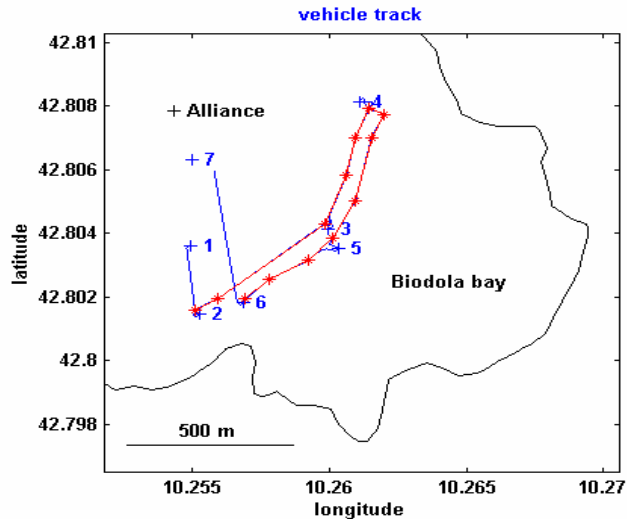 vehicle track
42.81
42.808
42.806
42.804
42.802
42.8
42.798
latitude
+ Alliance
4
7
3
1
5
Biodola bay
6
2
500 m
10.255 10.26 10.265 10.27
longitude